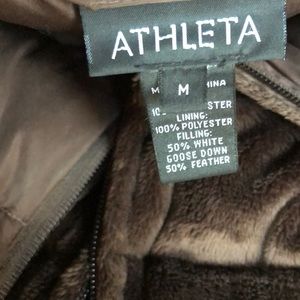 ATHLETA
M
LINING:
100% POLYESTER
FILLING:
50% WHITE
GOOSE DOWN
50% FEATHER